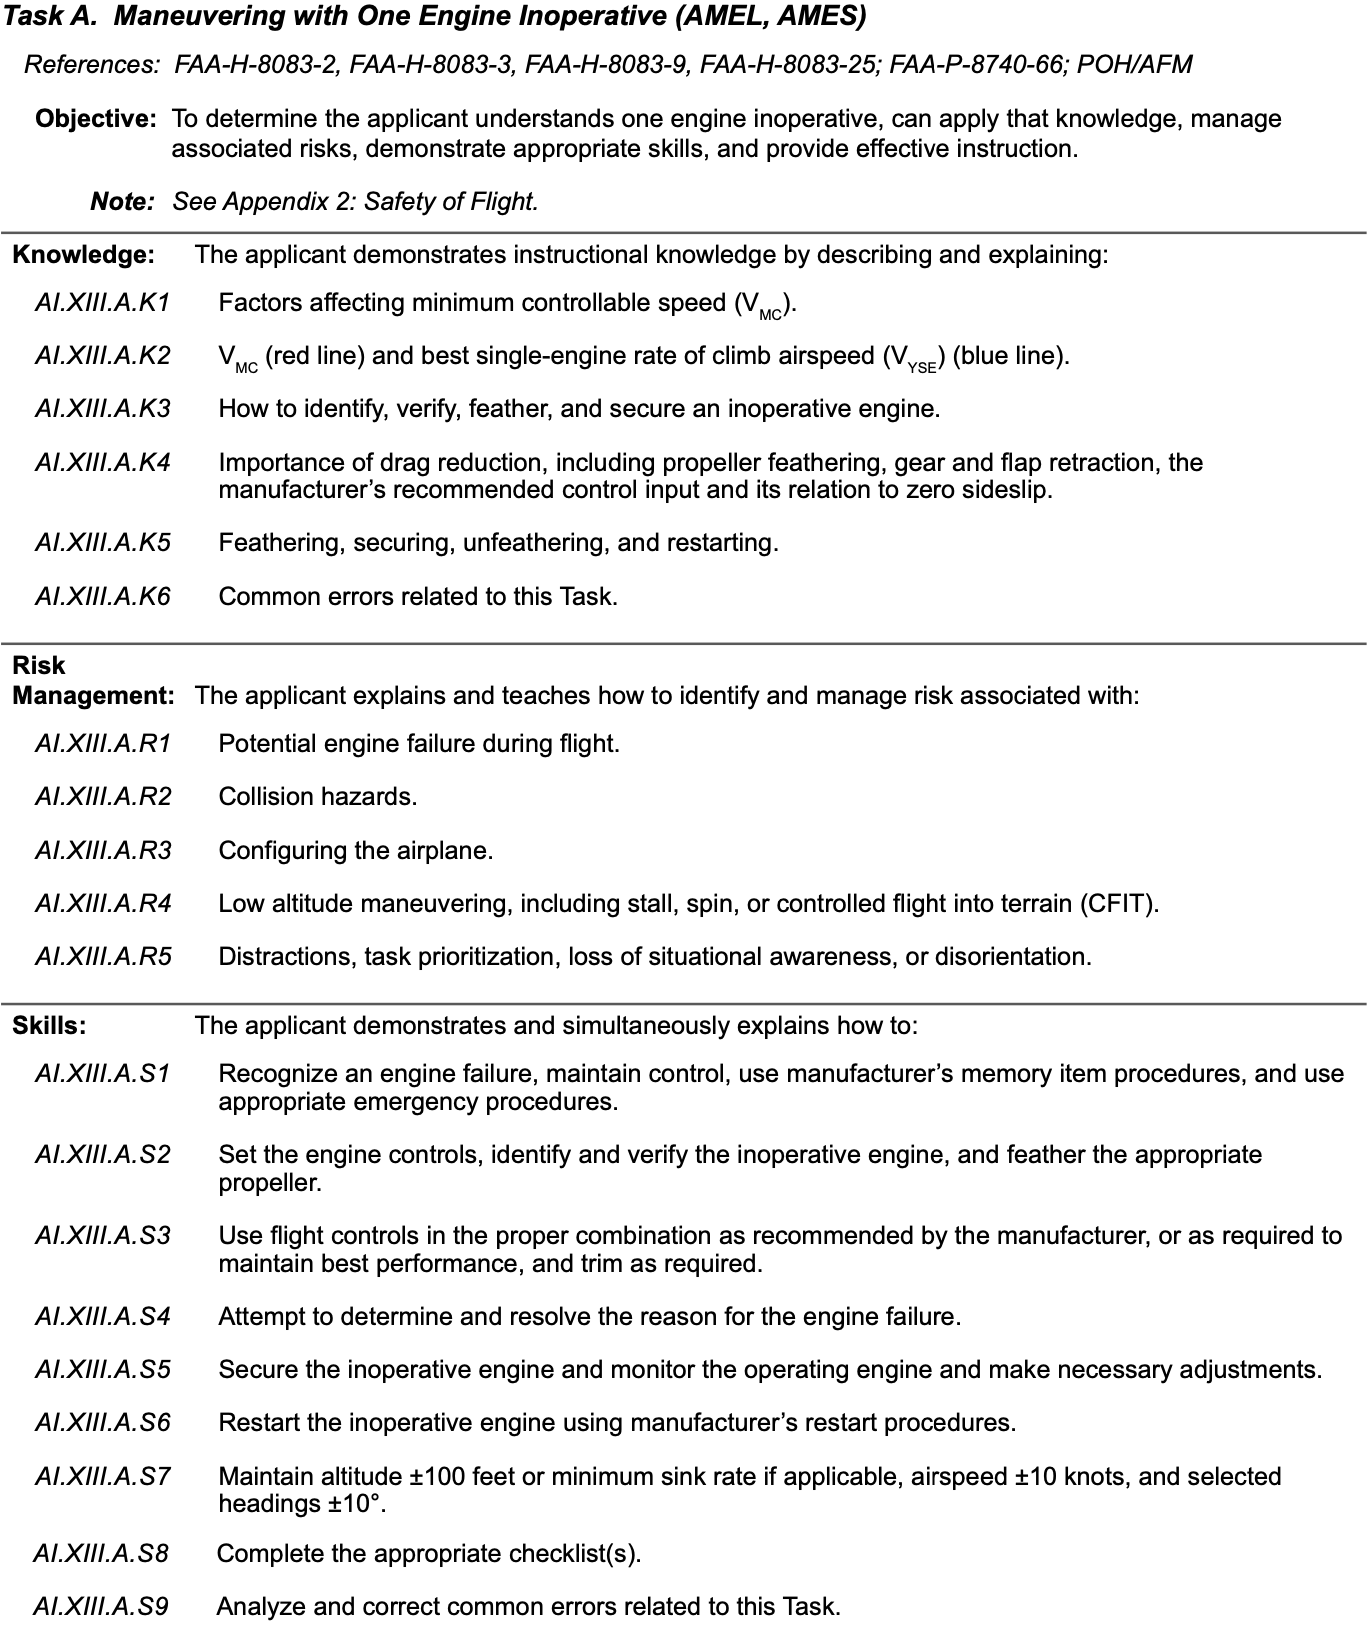 Task A. Maneuvering with One Engine Inoperative (AMEL, AMES)
References: FAA-H-8083-2, FAA-H-8083-3, FAA-H-8083-9, FAA-H-8083-25; FAA-P-8740-66; POH/AFM
Objective: To determine the applicant understands one engine inoperative, can apply that knowledge, manage
associated risks, demonstrate appropriate skills, and provide effective instruction.
Note: See Appendix 2: Safety of Flight.
Knowledge: The applicant demonstrates instructional knowledge by describing and explaining:
AI.XIII.A.K1 Factors affecting minimum controllable speed (VMC).
AI.XIII.A.K2 VMC (red line) and best single-engine rate of climb airspeed (VYSE) (blue line).
AI.XIII.A.K3 How to identify, verify, feather, and secure an inoperative engine.
AI.XIII.A.K4 Importance of drag reduction, including propeller feathering, gear and flap retraction, the
manufacturer’s recommended control input and its relation to zero sideslip.
AI.XIII.A.K5 Feathering, securing, unfeathering, and restarting.
AI.XIII.A.K6 Common errors related to this Task.
Risk
Management: The applicant explains and teaches how to identify and manage risk associated with:
AI.XIII.A.R1 Potential engine failure during flight.
AI.XIII.A.R2 Collision hazards.
AI.XIII.A.R3 Configuring the airplane.
AI.XIII.A.R4 Low altitude maneuvering, including stall, spin, or controlled flight into terrain (CFIT).
AI.XIII.A.R5 Distractions, task prioritization, loss of situational awareness, or disorientation.
Skills: The applicant demonstrates and simultaneously explains how to:
AI.XIII.A.S1 Recognize an engine failure, maintain control, use manufacturer’s memory item procedures, and use
appropriate emergency procedures.
AI.XIII.A.S2 Set the engine controls, identify and verify the inoperative engine, and feather the appropriate
propeller.
AI.XIII.A.S3 Use flight controls in the proper combination as recommended by the manufacturer, or as required to
maintain best performance, and trim as required.
AI.XIII.A.S4 Attempt to determine and resolve the reason for the engine failure.
AI.XIII.A.S5 Secure the inoperative engine and monitor the operating engine and make necessary adjustments.
AI.XIII.A.S6 Restart the inoperative engine using manufacturer’s restart procedures.
AI.XIII.A.S7 Maintain altitude ±100 feet or minimum sink rate if applicable, airspeed ±10 knots, and selected
headings ±10°.
AI.XIII.A.S8 Complete the appropriate checklist(s).
AI.XIII.A.S9 Analyze and correct common errors related to this Task.